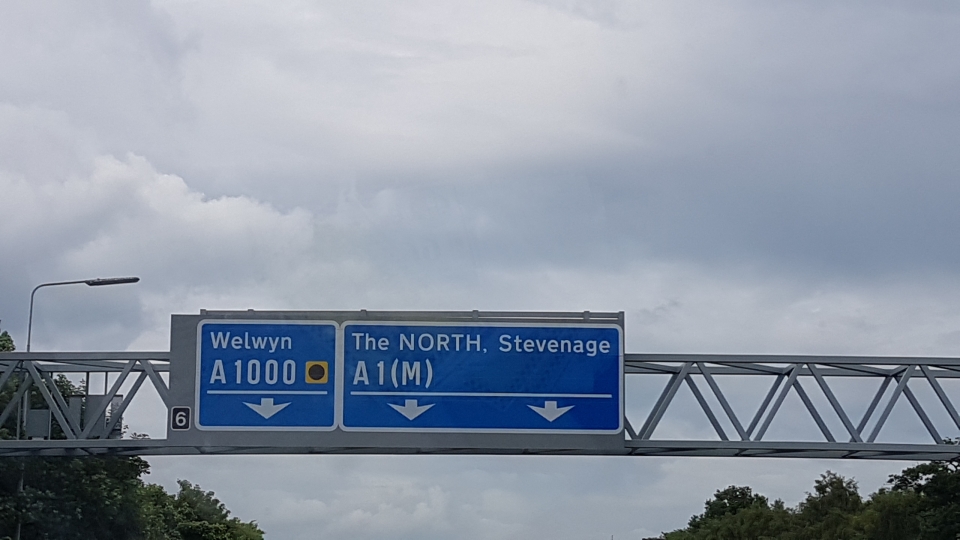 Welwyn
A1000
The NORTH, Stevenage
A1(M)
6